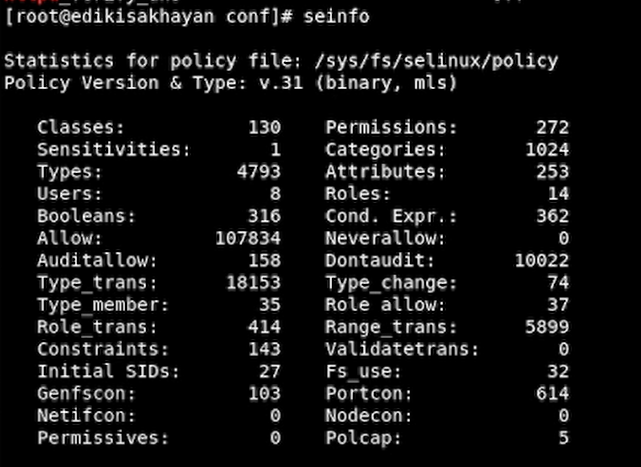 [root@edikisakhayan conf]# seinfo
Statistics for policy file: /sys/fs/selinux/policy
Policy Version & Type: v.31 (binary, mls)
Classes: 130 Permissions: 272
Sensitivities: 1 Categories: 1024
Types: 4793 Attributes: 253
Users: 8 Roles: 14
Booleans: 316 Cond. Expr.: 362
Allow: 107834 Neverallow: 0
Auditallow: 158 Dontaudit: 10022
Type_trans: 18153 Type_change: 74
Type_member: 35 Role allow: 37
Role_trans: 414 Range_trans: 5899
Constraints: 143 Validatetrans: 0
Initial SIDs: 27 Fs_use: 32
Genfscon: 103 Portcon: 614
Netifcon: 0 Nodecon: 0
Permissives: 0 Polcap: 5